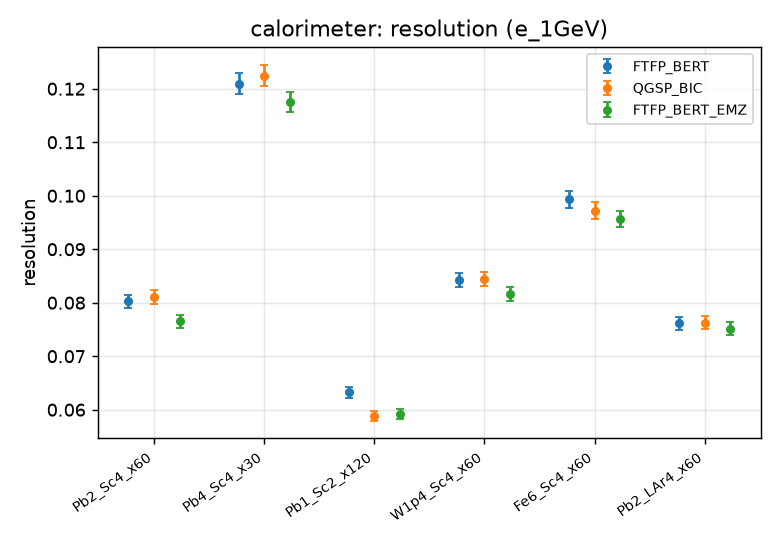 calorimeter: resolution (e_1GeV)
FTFP_BERT
QGSP_BIC
FTFP_BERT_EMZ
resolution
0.12
0.11
0.10
0.09
0.08
0.07
0.06
Pb2_Sc4_x60
Pb4_Sc4_x30
Pb1_Sc2_x120
W1p4_Sc4_x60
Fe6_Sc4_x60
Pb2_LAr4_x60